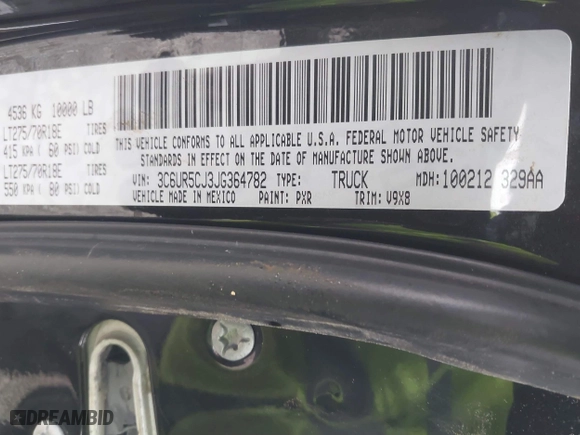 4536 KG 10000 LB
LT275/70R18E TIRES
415 KPA ( 60 PSI) COLD
LT275/70R18E TIRES
550 KPA ( 80 PSI) COLD
THIS VEHICLE CONFORMS TO ALL APPLICABLE U.S.A. FEDERAL MOTOR VEHICLE SAFETY
STANDARDS IN EFFECT ON THE DATE OF MANUFACTURE SHOWN ABOVE.
VIN: 3C6UR5CJ3JG364782 TYPE: TRUCK MDH: 100212 329AA
VEHICLE MADE IN MEXICO PAINT: PXR TRIM: V9X8
DREAMBID